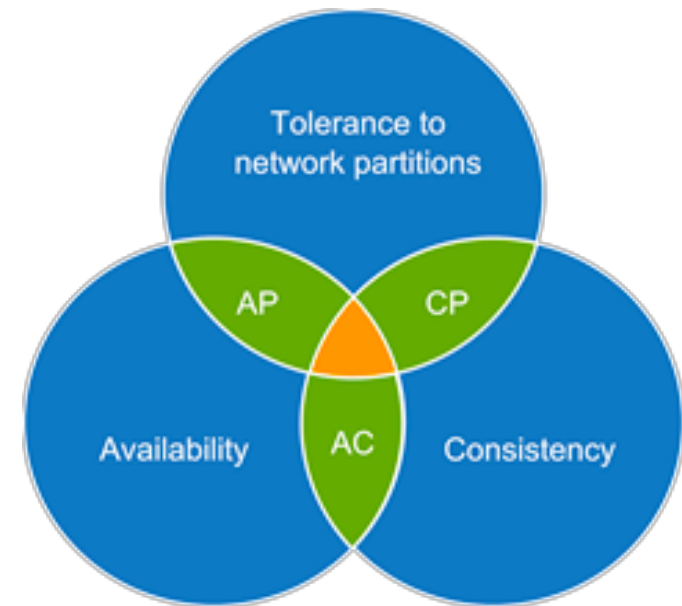 Tolerance to
network partitions
AP
CP
Availability
AC
Consistency